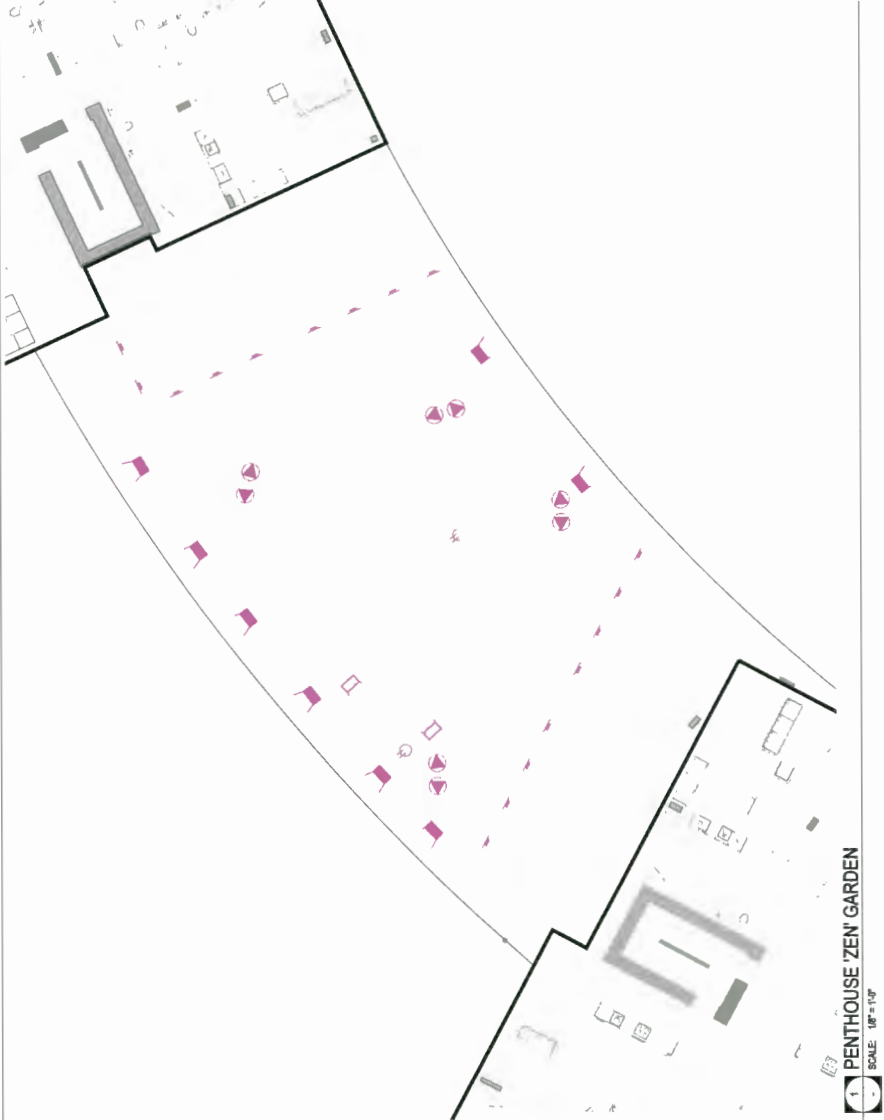 1
PENTHOUSE 'ZEN' GARDEN
SCALE: 1/8" = 1'-0"